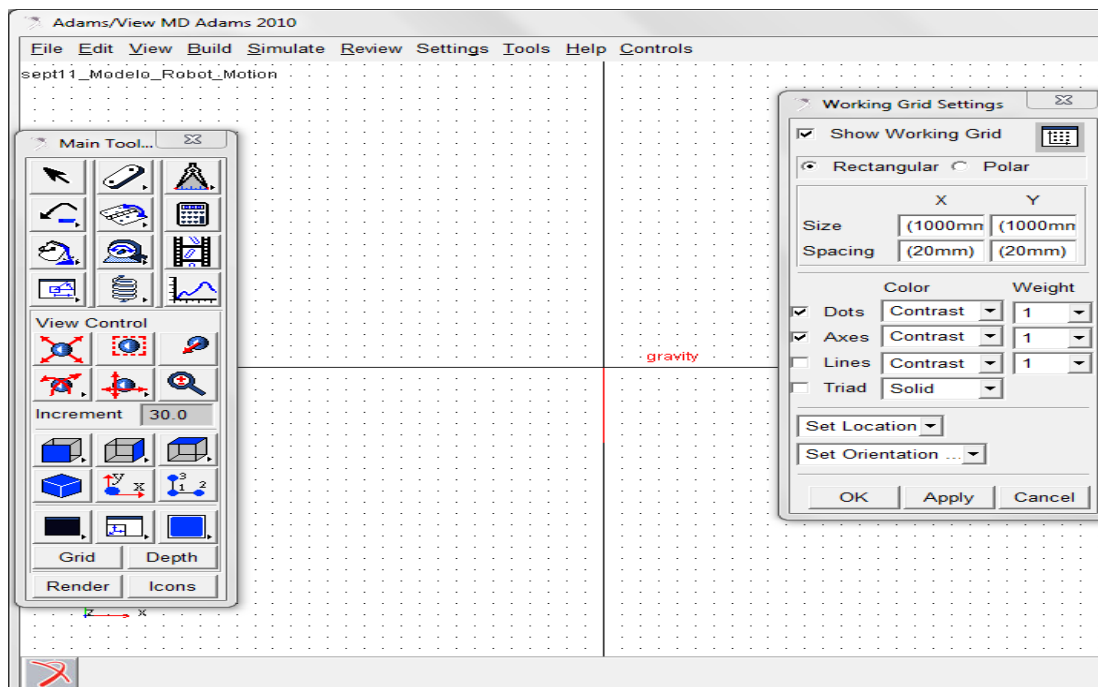 Adams/View MD Adams 2010
File Edit View Build Simulate Review Settings Tools Help Controls
sept11_Modelo_Robot_Motion
Main Tool...
View Control
Increment 30.0
Grid Depth
Render Icons
z x
gravity
Working Grid Settings
Show Working Grid
Rectangular Polar
X Y
Size (1000mm (1000mm
Spacing (20mm) (20mm)
Color Weight
Dots Contrast 1
Axes Contrast 1
Lines Contrast 1
Triad Solid
Set Location
Set Orientation ...
OK Apply Cancel